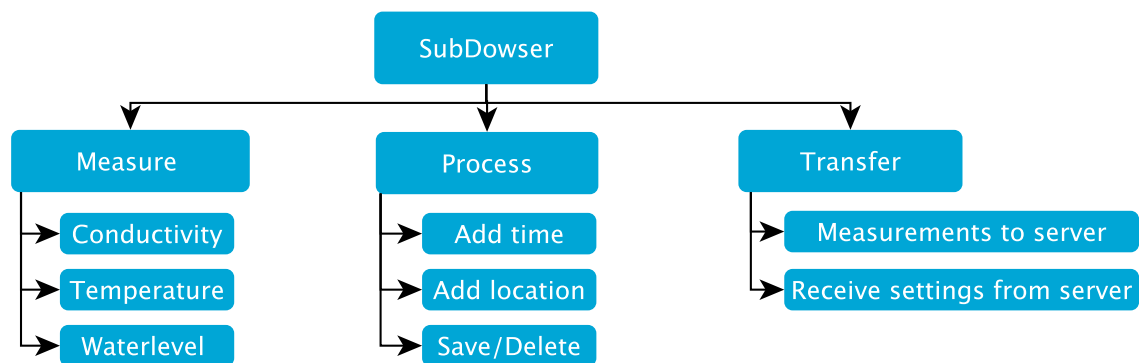 SubDowser
Measure
Process
Transfer
Conductivity
Temperature
Waterlevel
Add time
Add location
Save/Delete
Measurements to server
Receive settings from server